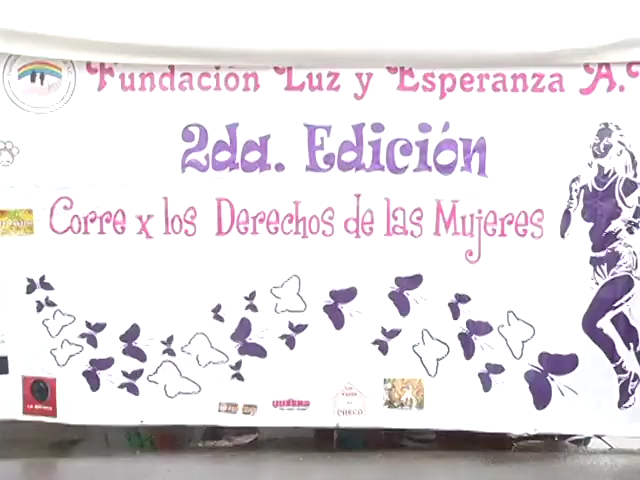 Fundación Luz y Esperanza A.
2da. Edición
Corre x los Derechos de las Mujeres